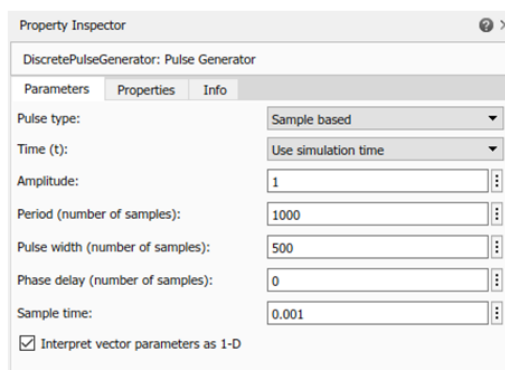 Property Inspector
DiscretePulseGenerator: Pulse Generator
Parameters Properties Info
Pulse type: Sample based
Time (t): Use simulation time
Amplitude: 1
Period (number of samples): 1000
Pulse width (number of samples): 500
Phase delay (number of samples): 0
Sample time: 0.001
Interpret vector parameters as 1-D